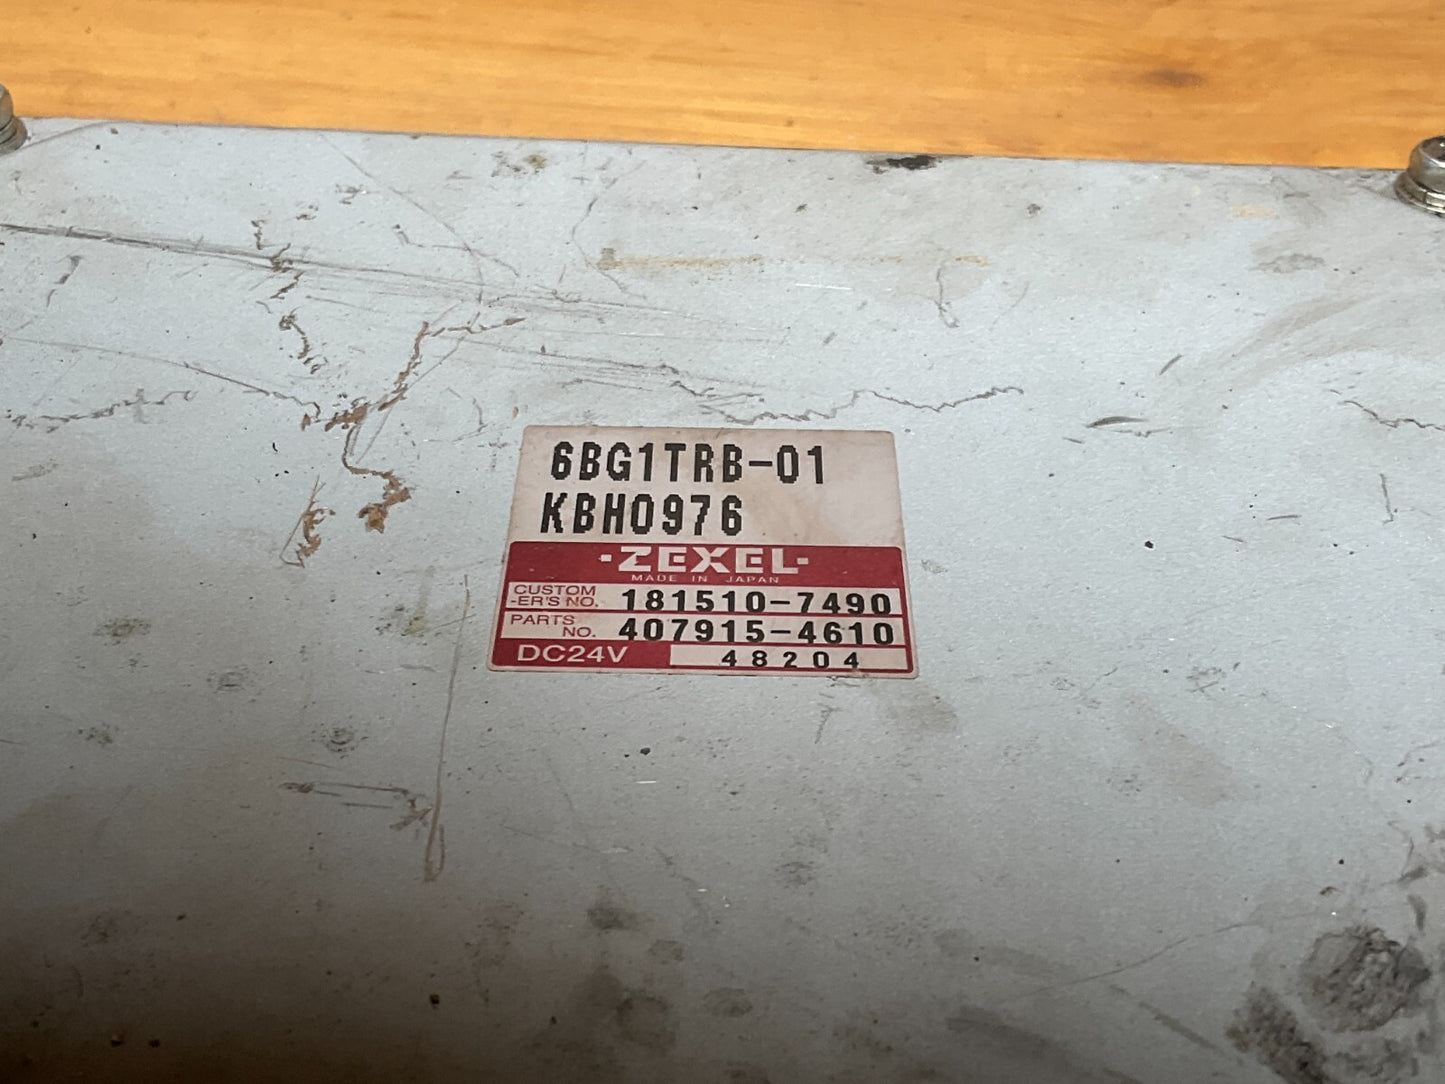 6BG1TRB-01
KBH0976
·ZEXEL·
MADE IN JAPAN
CUSTOM
-ER'S NO. 181510-7490
PARTS
NO. 407915-4610
DC24V 48204